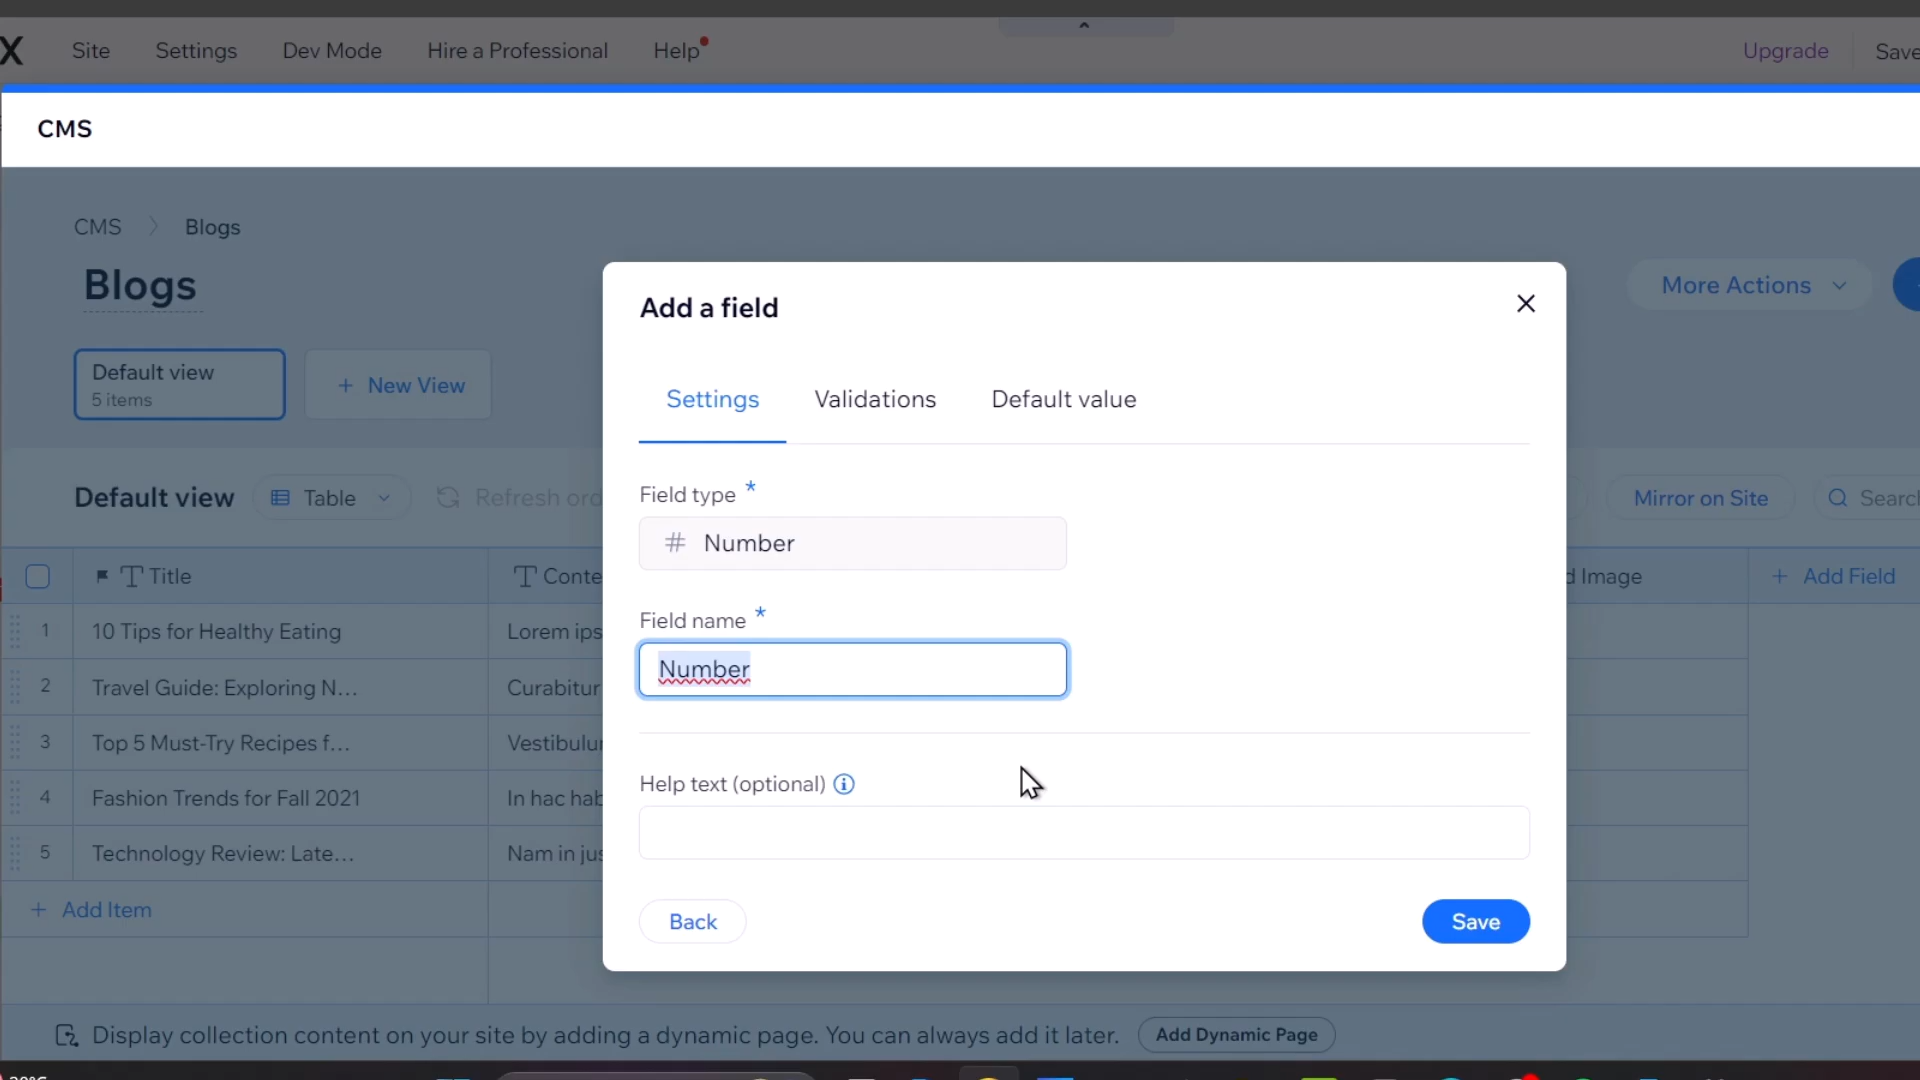 X
Site
Settings
Dev Mode
Hire a Professional
Help
Upgrade
Save
CMS
CMS
Blogs
Blogs
More Actions
Default view
5 items
+ New View
Default view
Table
Refresh ord
Mirror on Site
Search
Add a field
Settings
Validations
Default value
Field type *
# Number
Field name *
Number
Help text (optional)
Back
Save
Title
Conte
d Image
+ Add Field
1 10 Tips for Healthy Eating Lorem ips
2 Travel Guide: Exploring N... Curabitur
3 Top 5 Must-Try Recipes f... Vestibulu
4 Fashion Trends for Fall 2021 In hac hab
5 Technology Review: Late... Nam in jus
+ Add Item
Display collection content on your site by adding a dynamic page. You can always add it later.
Add Dynamic Page